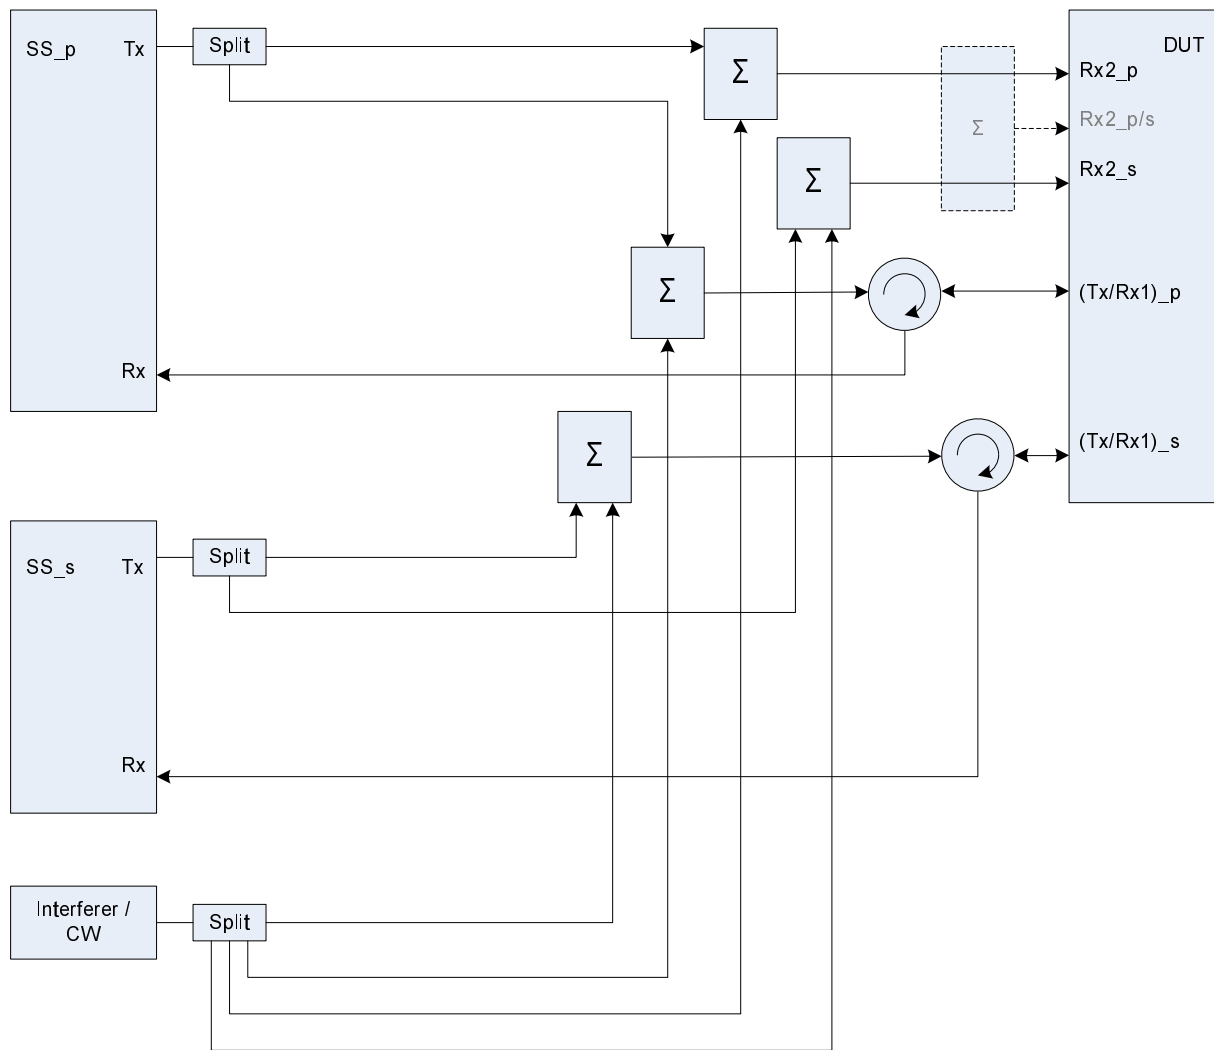 SS_p
Tx
Split
Σ
DUT
Rx2_p
Σ
Rx2_p/s
Rx2_s
Σ
Σ
(Tx/Rx1)_p
Rx
Σ
(Tx/Rx1)_s
SS_s
Tx
Split
Rx
Interferer /
CW
Split